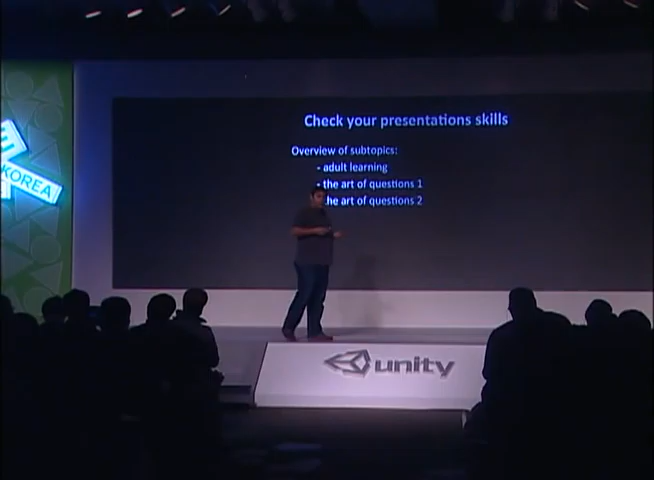 Check your presentations skills
Overview of subtopics:
- adult learning
- the art of questions 1
the art of questions 2
KOREA
unity